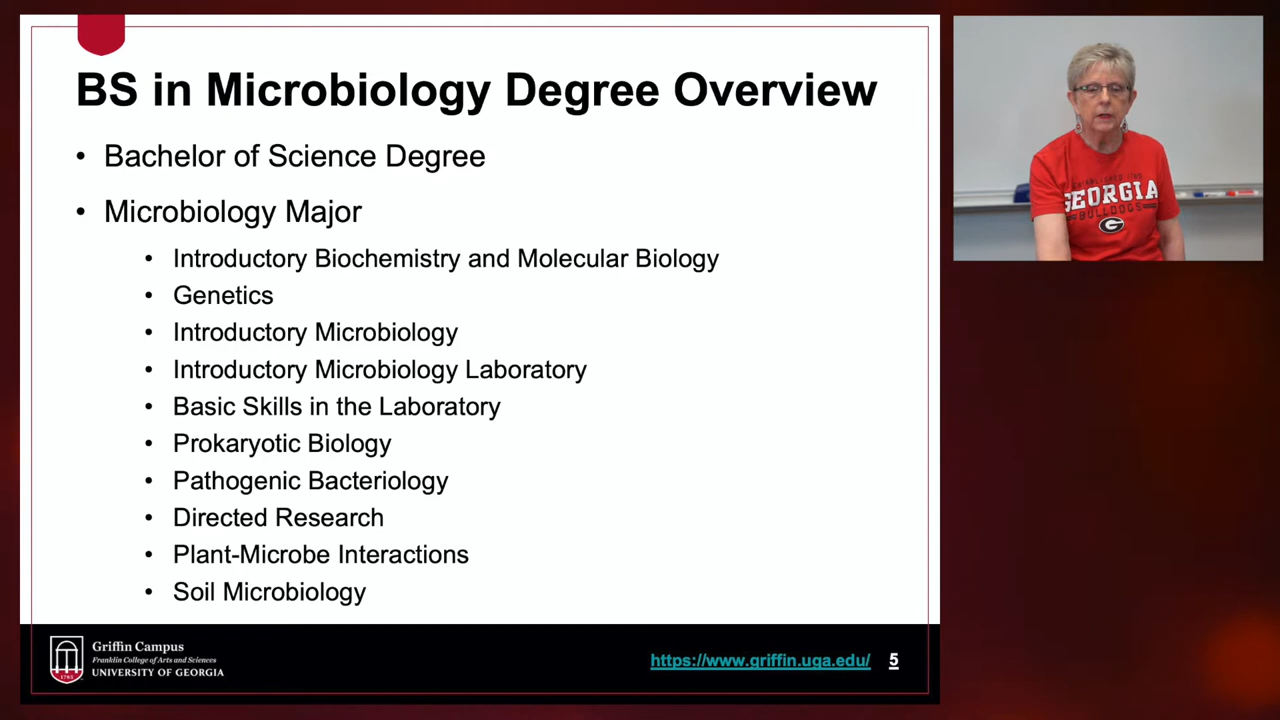 BS in Microbiology Degree Overview
• Bachelor of Science Degree
• Microbiology Major
• Introductory Biochemistry and Molecular Biology
• Genetics
• Introductory Microbiology
• Introductory Microbiology Laboratory
• Basic Skills in the Laboratory
• Prokaryotic Biology
• Pathogenic Bacteriology
• Directed Research
• Plant-Microbe Interactions
• Soil Microbiology
1785
Griffin Campus
Franklin College of Arts and Sciences
UNIVERSITY OF GEORGIA
https://www.griffin.uga.edu/ 5
GEORGIA
BULLDOGS
G